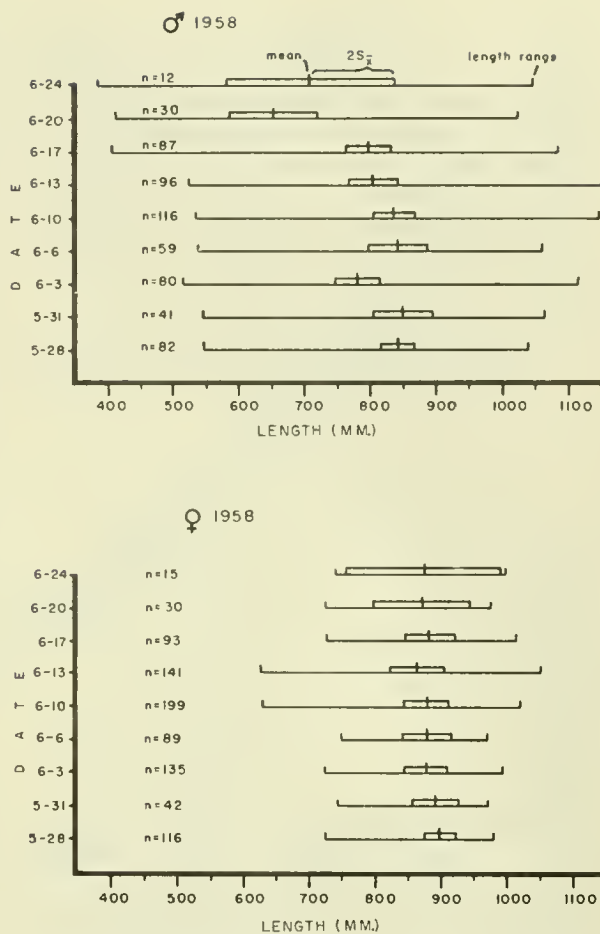 ♂ 1958
mean 2Sx̄ length range
6-24 n=12
6-20 n=30
6-17 n=87
6-13 n=96
6-10 n=116
6-6 n=59
6-3 n=80
5-31 n=41
5-28 n=82
DATE
400 500 600 700 800 900 1000 1100
LENGTH (MM.)
♀ 1958
6-24 n=15
6-20 n=30
6-17 n=93
6-13 n=141
6-10 n=199
6-6 n=89
6-3 n=135
5-31 n=42
5-28 n=116
DATE
400 500 600 700 800 900 1000 1100
LENGTH (MM.)